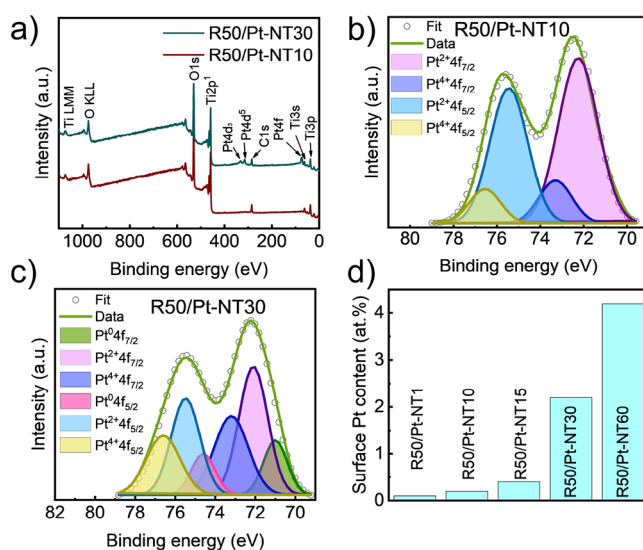 a)
R50/Pt-NT30
R50/Pt-NT10
Ti LMM
O KLL
O1s
Ti2p¹
Pt4d₃
Pt4d⁵
C1s
Pt4f
Ti3s
Ti3p
Intensity (a.u.)
1000 800 600 400 200 0
Binding energy (eV)
b)
R50/Pt-NT10
Fit
Data
Pt²⁺4f₇/₂
Pt⁴⁺4f₇/₂
Pt²⁺4f₅/₂
Pt⁴⁺4f₅/₂
Intensity (a.u.)
80 78 76 74 72 70
Binding energy (eV)
c)
R50/Pt-NT30
Fit
Data
Pt⁰4f₇/₂
Pt²⁺4f₇/₂
Pt⁴⁺4f₇/₂
Pt⁰4f₅/₂
Pt²⁺4f₅/₂
Pt⁴⁺4f₅/₂
Intensity (a.u.)
82 80 78 76 74 72 70
Binding energy (eV)
d)
Surface Pt content (at.%)
4
3
2
1
0
R50/Pt-NT1
R50/Pt-NT10
R50/Pt-NT15
R50/Pt-NT30
R50/Pt-NT60